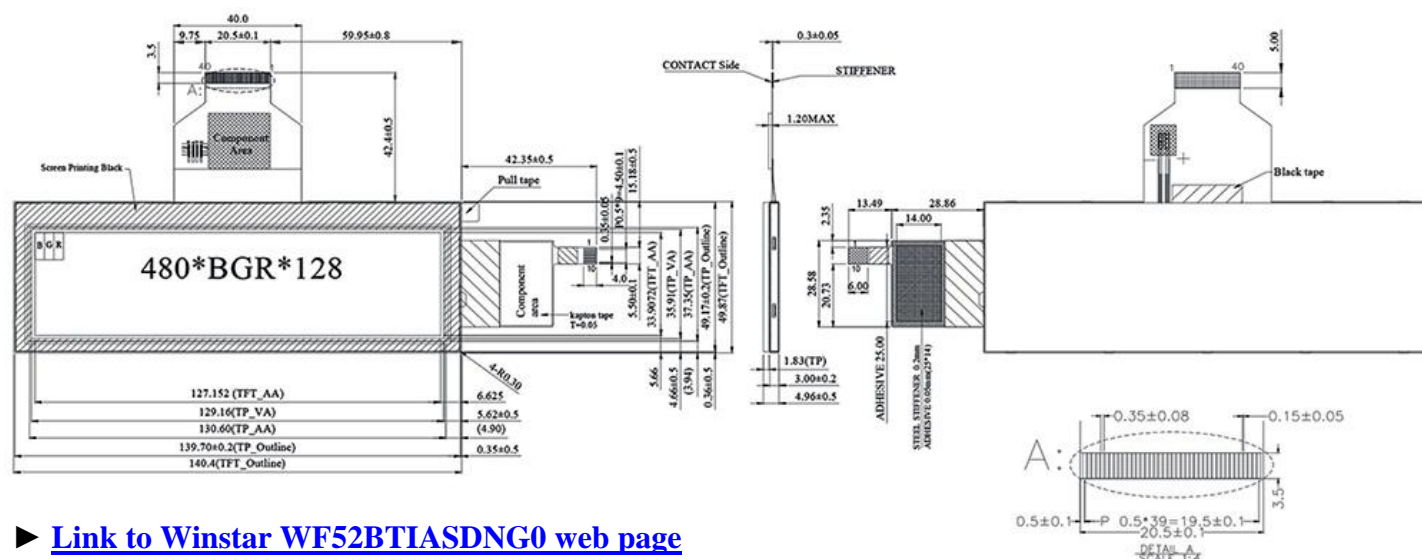 40.0
9.75
20.5±0.1
59.95±0.8
3.5
40
1
A:
Component
Area
42.4±0.5
Screen Printing Black
Pull tape
42.35±0.5
0.35±0.05
P0.5*9=4.50±0.1
15.18±0.5
B G R
480*BGR*128
Component
area
kapton tape
T=0.05
1
10
4.0
5.50±0.1
33.9072(TFT_AA)
35.91(TP_VA)
37.35(TP_AA)
49.17±0.2(TP_Outline)
49.87(TFT_Outline)
4-R0.30
5.66
4.66±0.5
(3.94)
0.36±0.5
127.152 (TFT_AA)
6.625
129.16(TP_VA)
5.62±0.5
130.60(TP_AA)
(4.90)
139.70±0.2(TP_Outline)
0.35±0.5
140.4(TFT_Outline)
0.3±0.05
CONTACT Side
STIFFENER
1.20MAX
1.83(TP)
3.00±0.2
4.96±0.5
1
40
5.00
+
Black tape
13.49
28.86
14.00
2.35
1
10
6.00
28.58
20.73
ADHESIVE 25.00
STEEL STIFFENER 0.2mm
ADHESIVE 0.05mm(25*14)
0.35±0.08
0.15±0.05
A:
3.5
0.5±0.1
P 0.5*39=19.5±0.1
20.5±0.1
DETAIL A
SCALE 1:4
► Link to Winstar WF52BTIASDNG0 web page